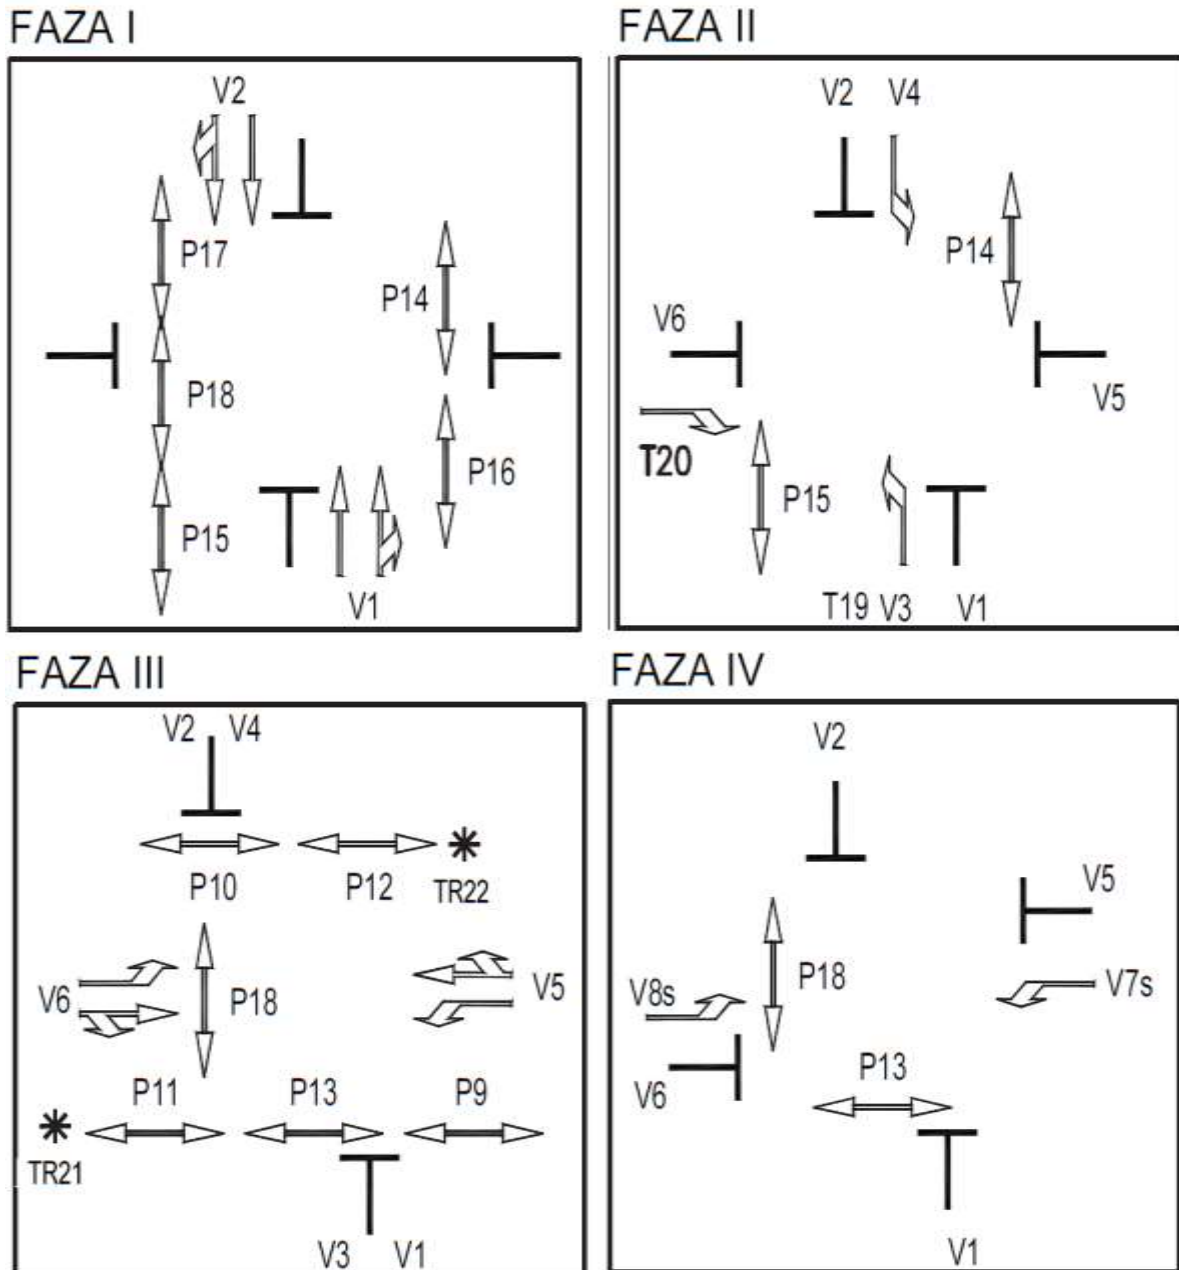 FAZA I
V2
P17
P14
P18
P16
P15
V1
FAZA II
V2 V4
P14
V6
V5
T20
P15
T19 V3 V1
FAZA III
V2 V4
P10 P12 TR22
V6 P18 V5
P11 P13 P9
TR21
V3 V1
FAZA IV
V2
V5
P18
V8s V7s
P13
V6
V1